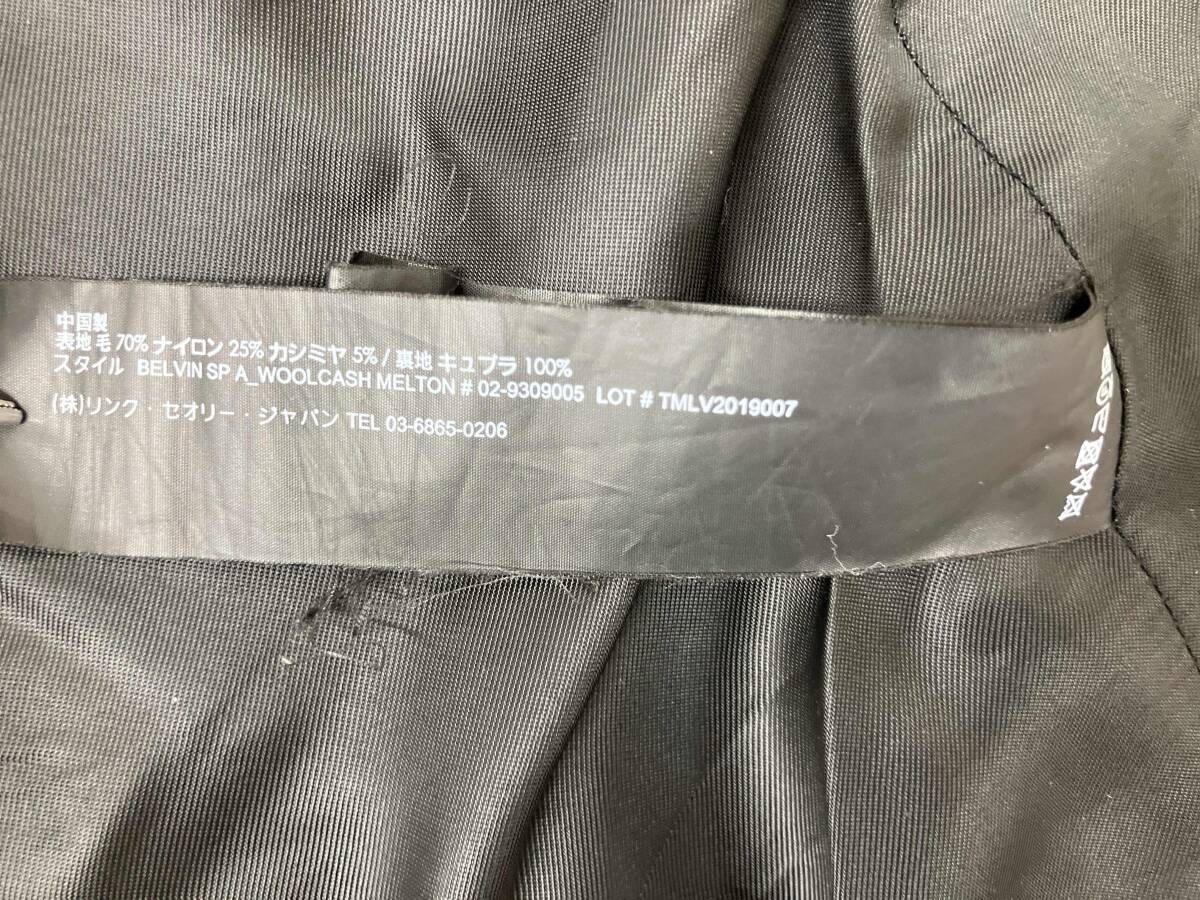 中国製
表地 毛 70% ナイロン 25% カシミヤ 5% / 裏地 キュプラ 100%
スタイル BELVIN SP A_WOOLCASH MELTON # 02-9309005 LOT # TMLV2019007
(株)リンク・セオリー・ジャパン TEL 03-6865-0206